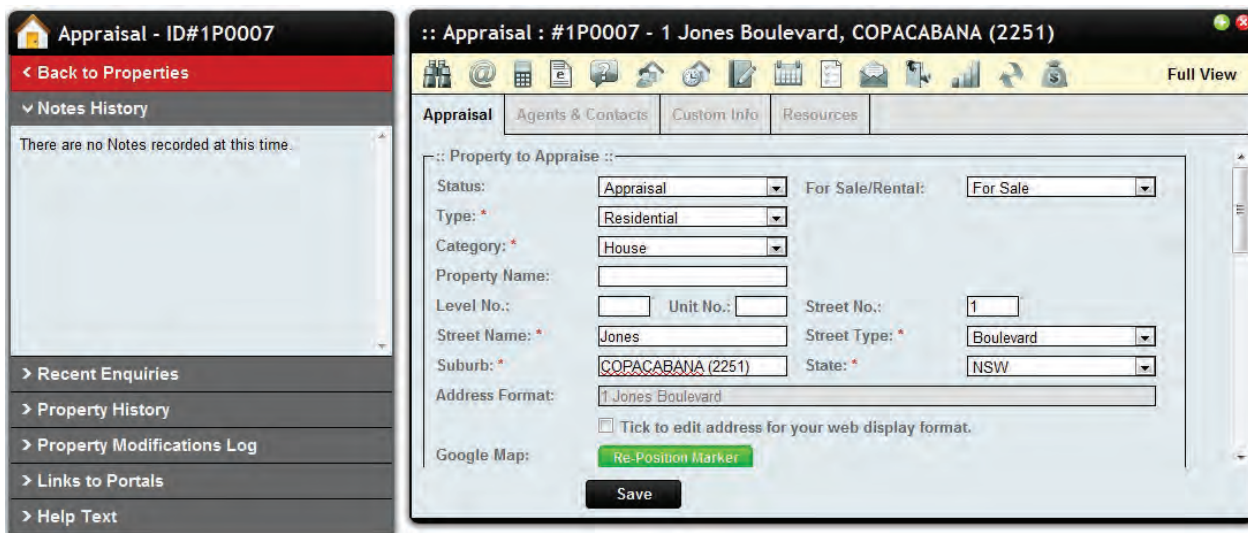 Appraisal - ID#1P0007
< Back to Properties
Notes History
There are no Notes recorded at this time.
> Recent Enquiries
> Property History
> Property Modifications Log
> Links to Portals
> Help Text
:: Appraisal : #1P0007 - 1 Jones Boulevard, COPACABANA (2251)
Full View
Appraisal Agents & Contacts Custom Info Resources
:: Property to Appraise ::
Status: Appraisal For Sale/Rental: For Sale
Type: * Residential
Category: * House
Property Name:
Level No.: Unit No.: Street No.: 1
Street Name: * Jones Street Type: * Boulevard
Suburb: * COPACABANA (2251) State: * NSW
Address Format: 1 Jones Boulevard
Tick to edit address for your web display format.
Google Map: Re-Position Marker
Save